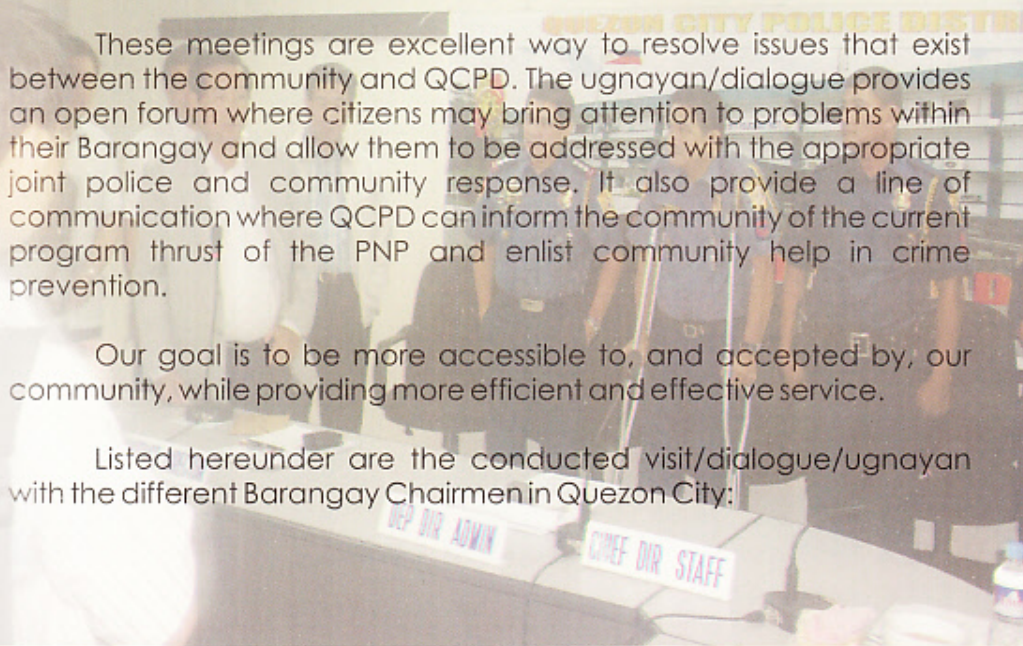 QUEZON CITY POLICE DISTR
These meetings are excellent way to resolve issues that exist
between the community and QCPD. The ugnayan/dialogue provides
an open forum where citizens may bring attention to problems within
their Barangay and allow them to be addressed with the appropriate
joint police and community response. It also provide a line of
communication where QCPD can inform the community of the current
program thrust of the PNP and enlist community help in crime
prevention.
Our goal is to be more accessible to, and accepted by, our
community, while providing more efficient and effective service.
Listed hereunder are the conducted visit/dialogue/ugnayan
with the different Barangay Chairmen in Quezon City:
DEP DIR ADMIN
CHIEF DIR STAFF